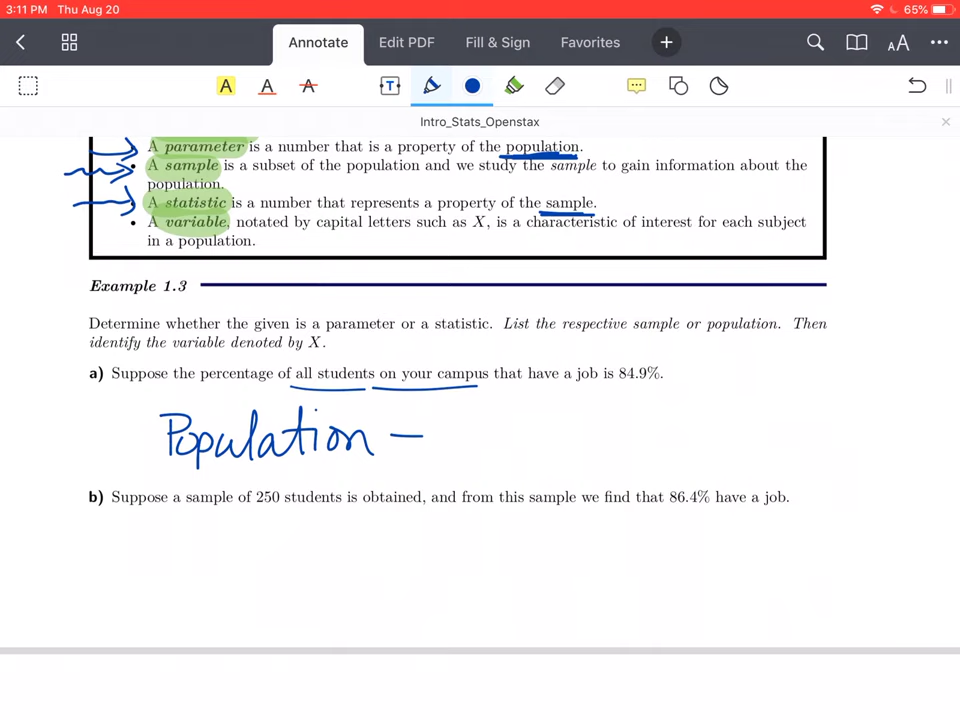 3:11 PM Thu Aug 20
65%
Annotate
Edit PDF
Fill & Sign
Favorites
AA
A
A
A
T
Intro_Stats_Openstax
A parameter is a number that is a property of the population.
• A sample is a subset of the population and we study the sample to gain information about the
population.
A statistic is a number that represents a property of the sample.
• A variable, notated by capital letters such as X, is a characteristic of interest for each subject
in a population.
Example 1.3
Determine whether the given is a parameter or a statistic. List the respective sample or population. Then
identify the variable denoted by X.
a) Suppose the percentage of all students on your campus that have a job is 84.9%.
Population –
b) Suppose a sample of 250 students is obtained, and from this sample we find that 86.4% have a job.